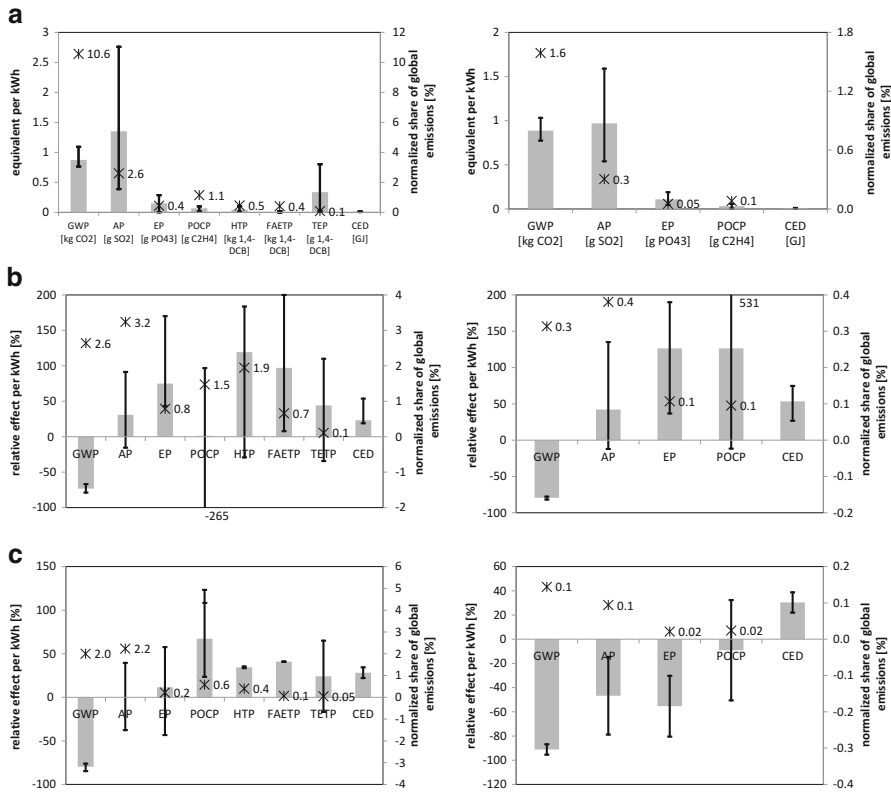 a
equivalent per kWh
3
2.5
2
1.5
1
0.5
0
10.6
2.6
0.4
1.1
0.5
0.4
0.1
12
10
8
6
4
2
0
normalized share of global
emissions [%]
GWP
[kg CO2]
AP
[g SO2]
EP
[g PO43]
POCP
[g C2H4]
HTP
[kg 1,4-
DCB]
FAETP
[kg 1,4-
DCB]
TEP
[g 1,4-
DCB]
CED
[GJ]
equivalent per kWh
2
1.5
1
0.5
0
1.6
0.3
0.05
0.1
1.8
1.2
0.6
0.0
normalized share of global
emissions [%]
GWP
[kg CO2]
AP
[g SO2]
EP
[g PO43]
POCP
[g C2H4]
CED
[GJ]
b
relative effect per kWh [%]
200
150
100
50
0
-50
-100
2.6
3.2
0.8
1.5
1.9
0.7
0.1
GWP
AP
EP
POCP
HTP
FAETP
TETP
CED
-265
4
3
2
1
0
-1
-2
normalized share of global
emissions [%]
relative effect per kWh [%]
200
150
100
50
0
-50
-100
0.3
0.4
0.1
0.1
531
GWP
AP
EP
POCP
CED
0.4
0.3
0.2
0.1
0.0
-0.1
-0.2
normalized share of global
emissions [%]
c
relative effect per kWh [%]
150
100
50
0
-50
-100
2.0
2.2
0.2
0.6
0.4
0.1
0.05
GWP
AP
EP
POCP
HTP
FAETP
TETP
CED
6
5
4
3
2
1
0
-1
-2
-3
-4
normalized share of global
emissions [%]
relative effect per kWh [%]
60
40
20
0
-20
-40
-60
-80
-100
-120
0.1
0.1
0.02
0.02
GWP
AP
EP
POCP
CED
0.2
0.1
0.0
-0.1
-0.2
-0.3
-0.4
normalized share of global
emissions [%]